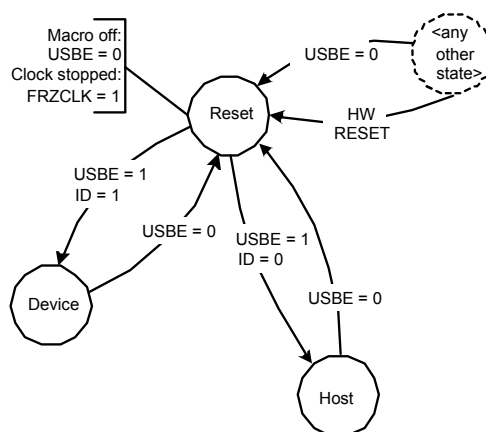 Macro off:
USBE = 0
Clock stopped:
FRZCLK = 1
USBE = 0
<any
other
state>
Reset
HW
RESET
USBE = 1
ID = 1
USBE = 0
USBE = 1
ID = 0
Device
USBE = 0
Host